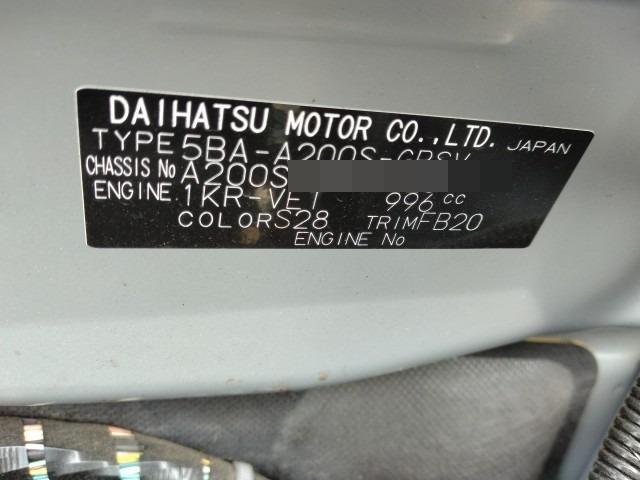 DAIHATSU MOTOR CO.,LTD. JAPAN
TYPE 5BA-A200S-GBSV
CHASSIS No A200S
ENGINE 1KR-VET 996 cc
COLOR S28 TRIM FB20
ENGINE No